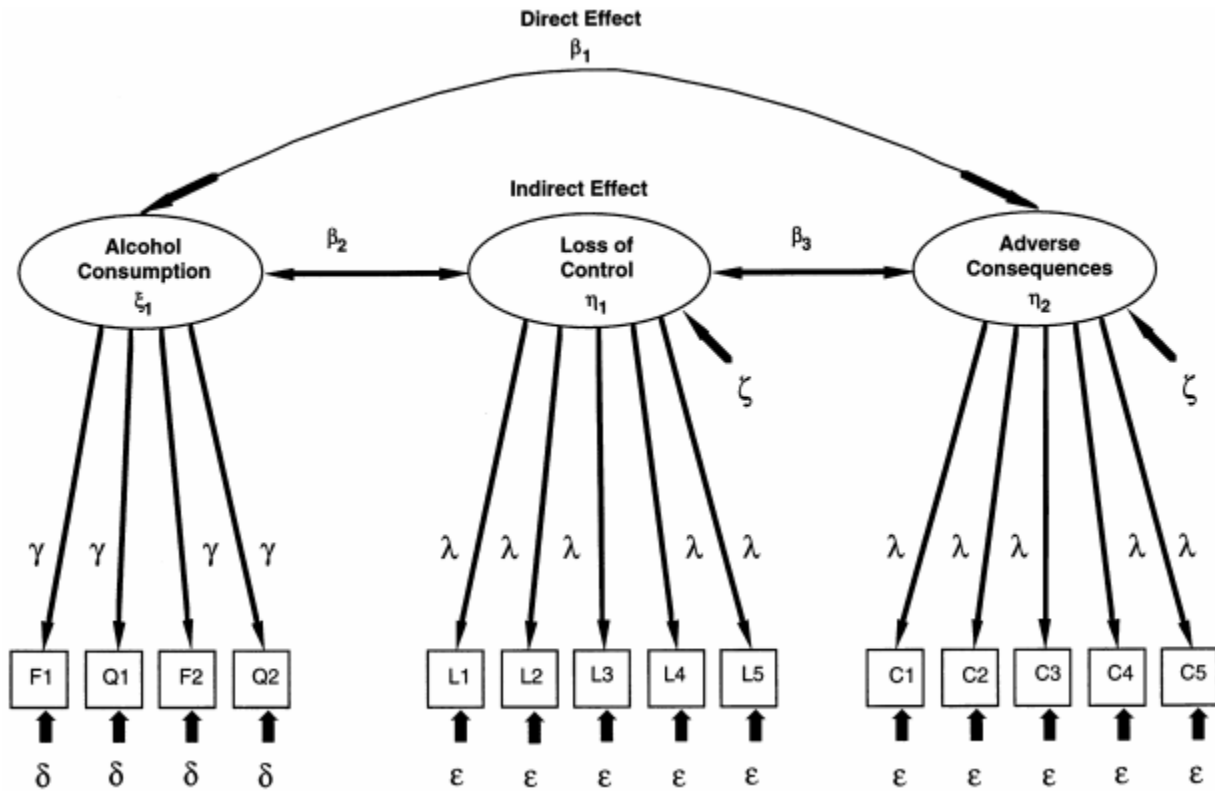 Direct Effect
β1
Indirect Effect
Alcohol
Consumption
ξ1
β2
Loss of
Control
η1
β3
Adverse
Consequences
η2
ζ
ζ
γ γ γ γ
λ λ λ λ λ
λ λ λ λ λ
F1 Q1 F2 Q2
L1 L2 L3 L4 L5
C1 C2 C3 C4 C5
δ δ δ δ
ε ε ε ε ε
ε ε ε ε ε